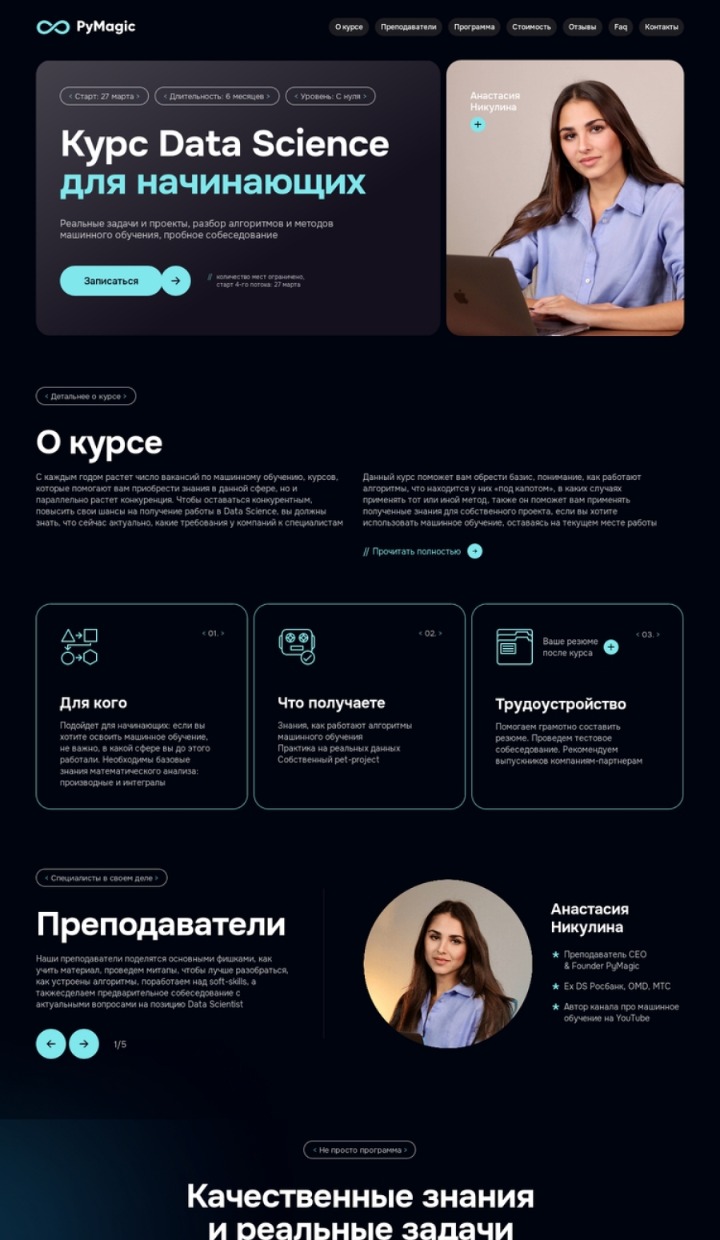 PyMagic
О курсе
Преподаватели
Программа
Стоимость
Отзывы
Faq
Контакты
‹ Старт: 27 марта ›
‹ Длительность: 6 месяцев ›
‹ Уровень: С нуля ›
Курс Data Science
для начинающих
Реальные задачи и проекты, разбор алгоритмов и методов
машинного обучения, пробное собеседование
Записаться
// количество мест ограничено,
старт 4-го потока: 27 марта
Анастасия
Никулина
‹ Детальнее о курсе ›
О курсе
С каждым годом растет число вакансий по машинному обучению, курсов,
которые помогают вам приобрести знания в данной сфере, но и
параллельно растет конкуренция. Чтобы оставаться конкурентным,
повысить свои шансы на получение работы в Data Science, вы должны
знать, что сейчас актуально, какие требования у компаний к специалистам
Данный курс поможет вам обрести базис, понимание, как работают
алгоритмы, что находится у них «под капотом», в каких случаях
применять тот или иной метод, также он поможет вам применять
полученные знания для собственного проекта, если вы хотите
использовать машинное обучение, оставаясь на текущем месте работы
// Прочитать полностью
‹ 01. ›
Для кого
Подойдет для начинающих: если вы
хотите освоить машинное обучение,
не важно, в какой сфере вы до этого
работали. Необходимы базовые
знания математического анализа:
производные и интегралы
‹ 02. ›
Что получаете
Знания, как работают алгоритмы
машинного обучения
Практика на реальных данных
Собственный pet-project
Ваше резюме
после курса
‹ 03. ›
Трудоустройство
Помогаем грамотно составить
резюме. Проведем тестовое
собеседование. Рекомендуем
выпускников компаниям-партнерам
‹ Специалисты в своем деле ›
Преподаватели
Наши преподаватели поделятся основными фишками, как
учить материал, проведем митапы, чтобы лучше разобраться,
как устроены алгоритмы, поработаем над soft-skills, а
такжесделаем предварительное собеседование с
актуальными вопросами на позицию Data Scientist
1/5
Анастасия
Никулина
Преподаватель CEO
& Founder PyMagic
Ex DS Росбанк, OMD, МТС
Автор канала про машинное
обучение на YouTube
‹ Не просто программа ›
Качественные знания
и реальные задачи